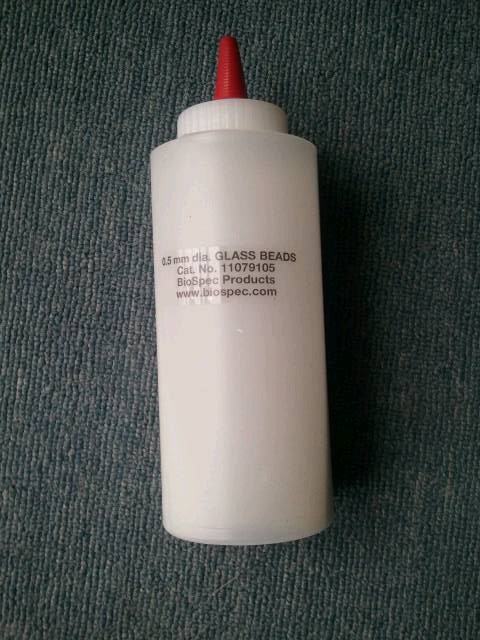 0.5 mm dia. GLASS BEADS
Cat. No. 11079105
BioSpec Products
www.biospec.com